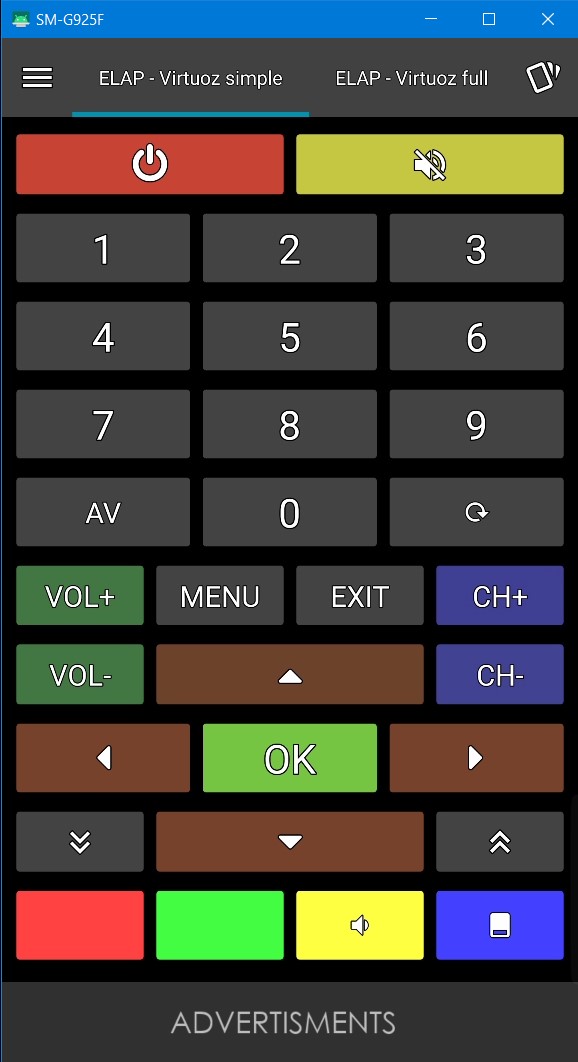 SM-G925F
ELAP - Virtuoz simple
ELAP - Virtuoz full
1
2
3
4
5
6
7
8
9
AV
0
VOL+
MENU
EXIT
CH+
VOL-
CH-
OK
ADVERTISMENTS